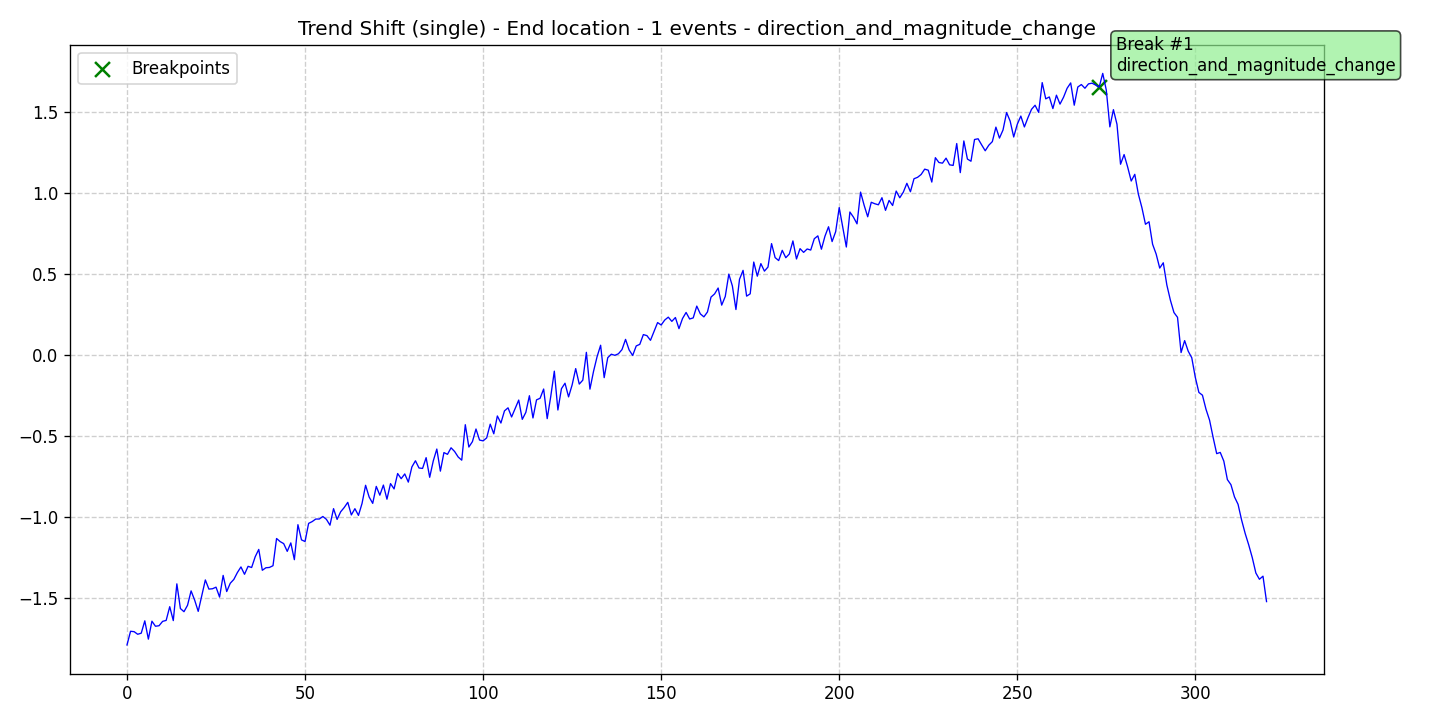 Trend Shift (single) - End location - 1 events - direction_and_magnitude_change
Break #1
direction_and_magnitude_change
Breakpoints
1.5
1.0
0.5
0.0
−0.5
−1.0
−1.5
0 50 100 150 200 250 300